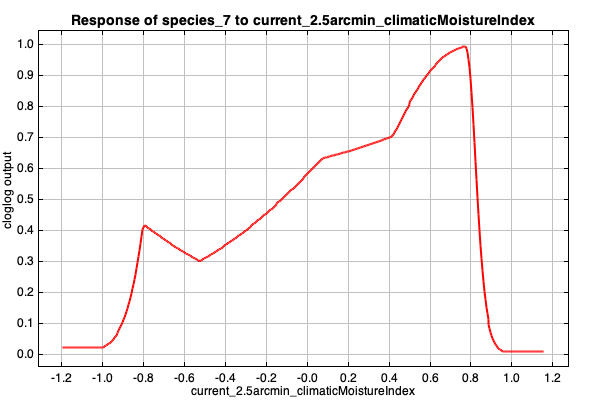 Response of species_7 to current_2.5arcmin_climaticMoistureIndex
cloglog output
1.0
0.9
0.8
0.7
0.6
0.5
0.4
0.3
0.2
0.1
0.0
-1.2 -1.0 -0.8 -0.6 -0.4 -0.2 -0.0 0.2 0.4 0.6 0.8 1.0 1.2
current_2.5arcmin_climaticMoistureIndex